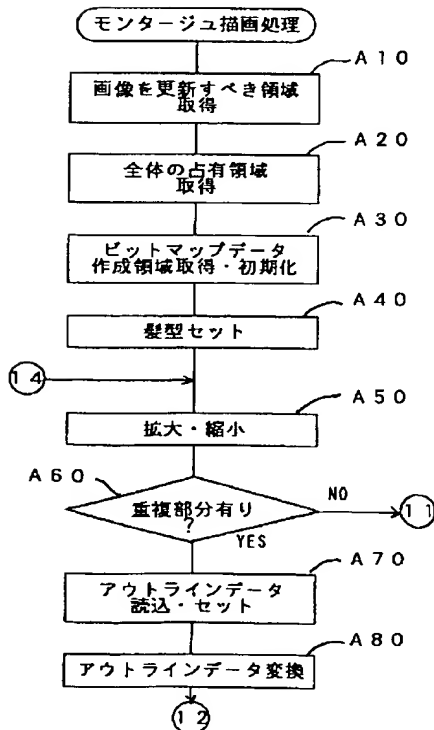 モンタージュ描画処理
A10
画像を更新すべき領域
取得
A20
全体の占有領域
取得
A30
ビットマップデータ
作成領域取得・初期化
A40
髪型セット
14
A50
拡大・縮小
A60
重複部分有り
?
NO
11
YES
A70
アウトラインデータ
読込・セット
A80
アウトラインデータ変換
12